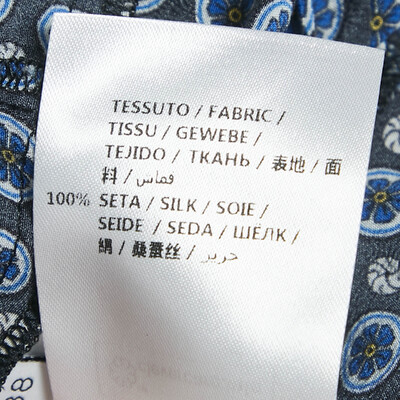 TESSUTO / FABRIC /
TISSU / GEWEBE /
TEJIDO / ТКАНЬ / 表地 / 面
料 / قماش /
100% SETA / SILK / SOIE /
SEIDE / SEDA / ШЁЛК /
絹 / 桑蚕丝 / حرير /